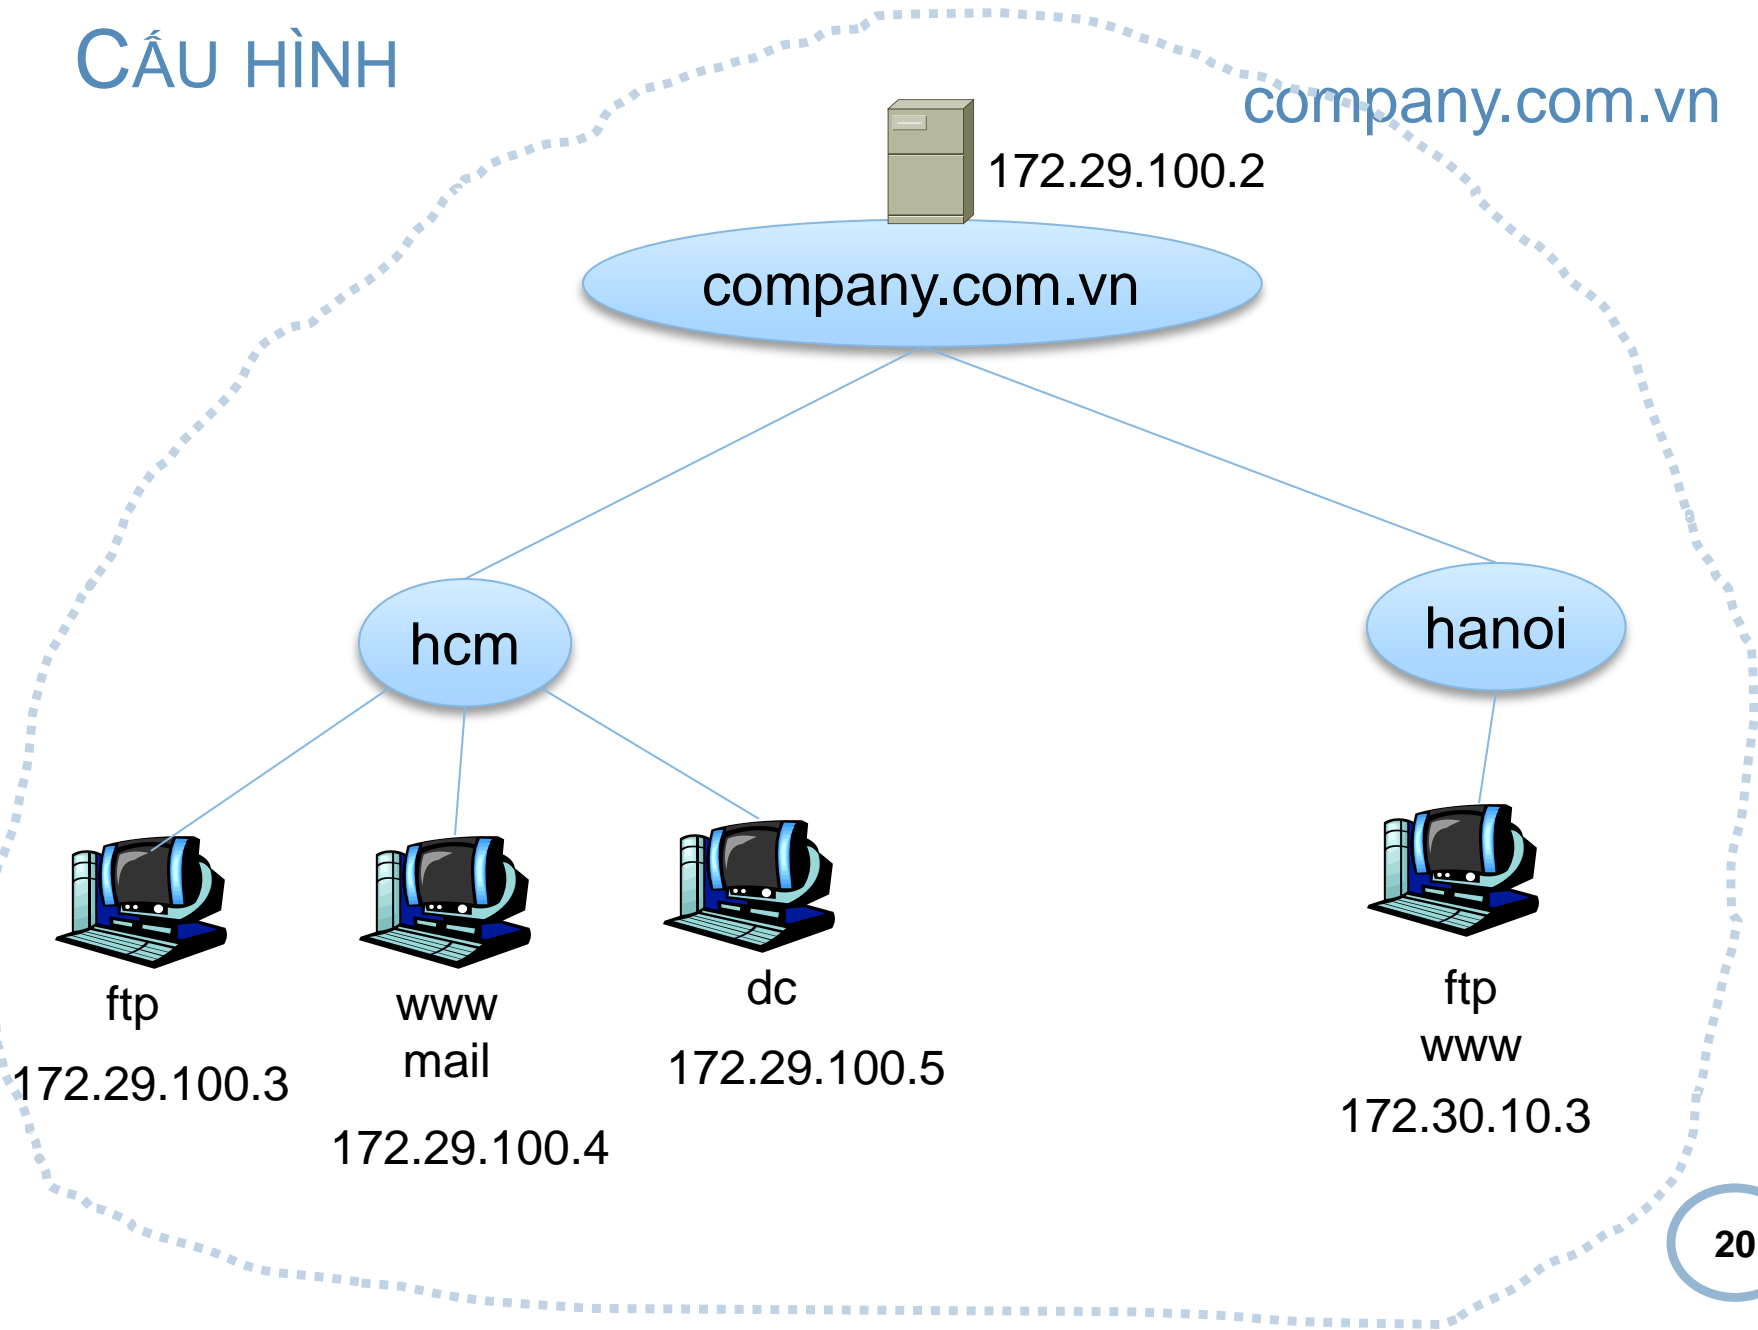 CẤU HÌNH
company.com.vn
172.29.100.2
company.com.vn
hcm
hanoi
ftp
172.29.100.3
www
mail
172.29.100.4
dc
172.29.100.5
ftp
www
172.30.10.3
20